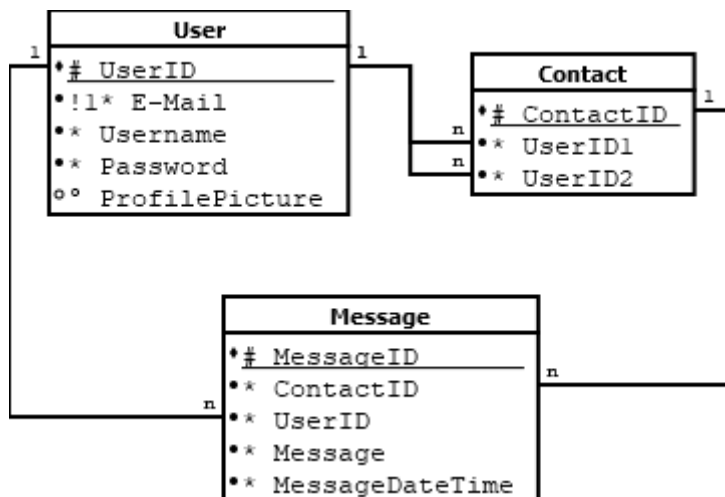 User
1
1
# UserID
!1* E-Mail
* Username
* Password
° ProfilePicture
Contact
1
# ContactID
n
* UserID1
n
* UserID2
Message
# MessageID
n
* ContactID
n
* UserID
* Message
* MessageDateTime